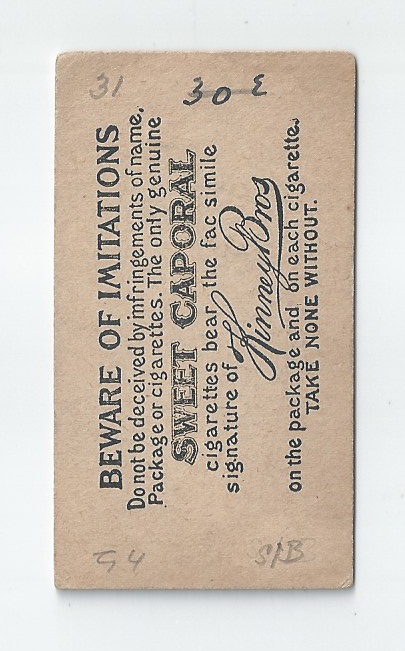 31
30 E
BEWARE OF IMITATIONS
Do not be deceived by infringements of name,
Package or cigarettes. The only genuine
SWEET CAPORAL
cigarettes bear the fac simile
signature of Kinney Bros
on the package and on each cigarette.
TAKE NONE WITHOUT.